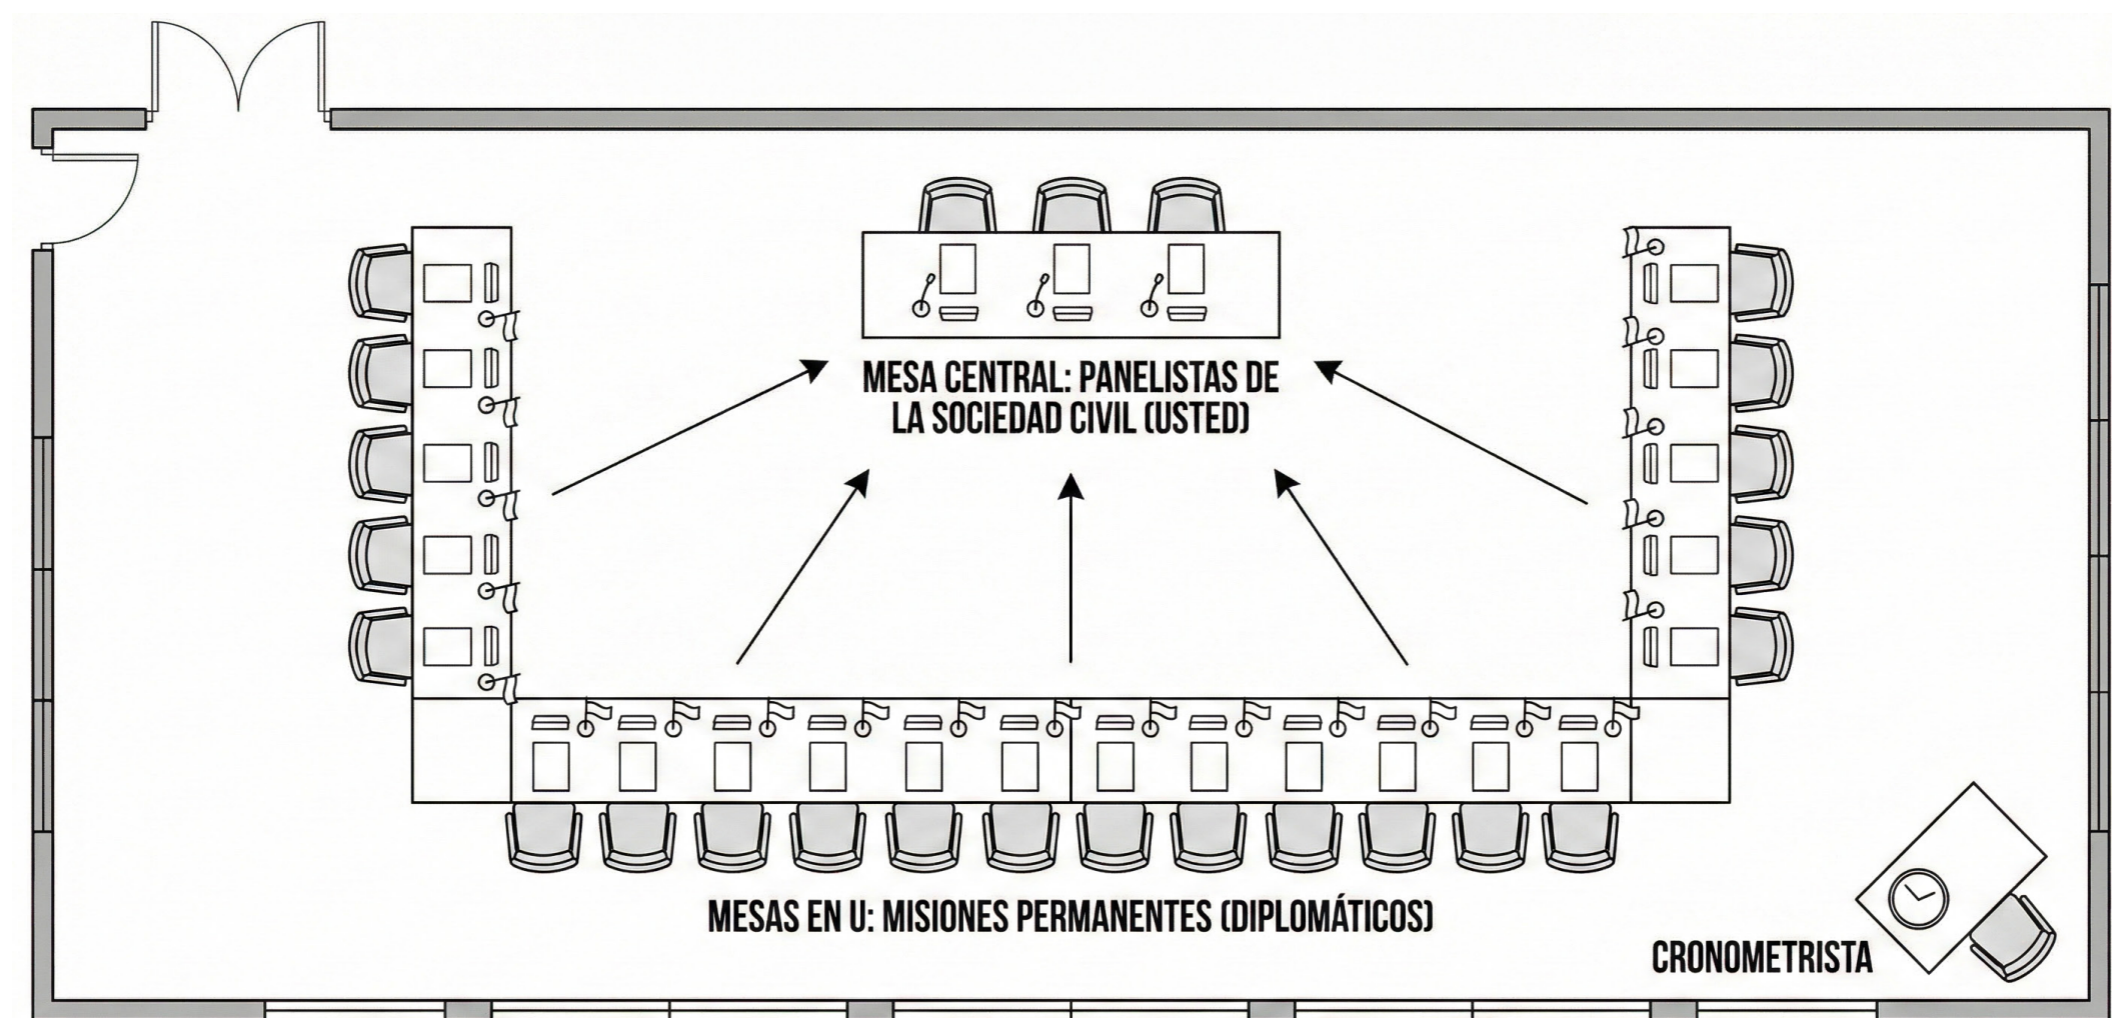 MESA CENTRAL: PANELISTAS DE
LA SOCIEDAD CIVIL (USTED)
MESAS EN U: MISIONES PERMANENTES (DIPLOMÁTICOS)
CRONOMETRISTA